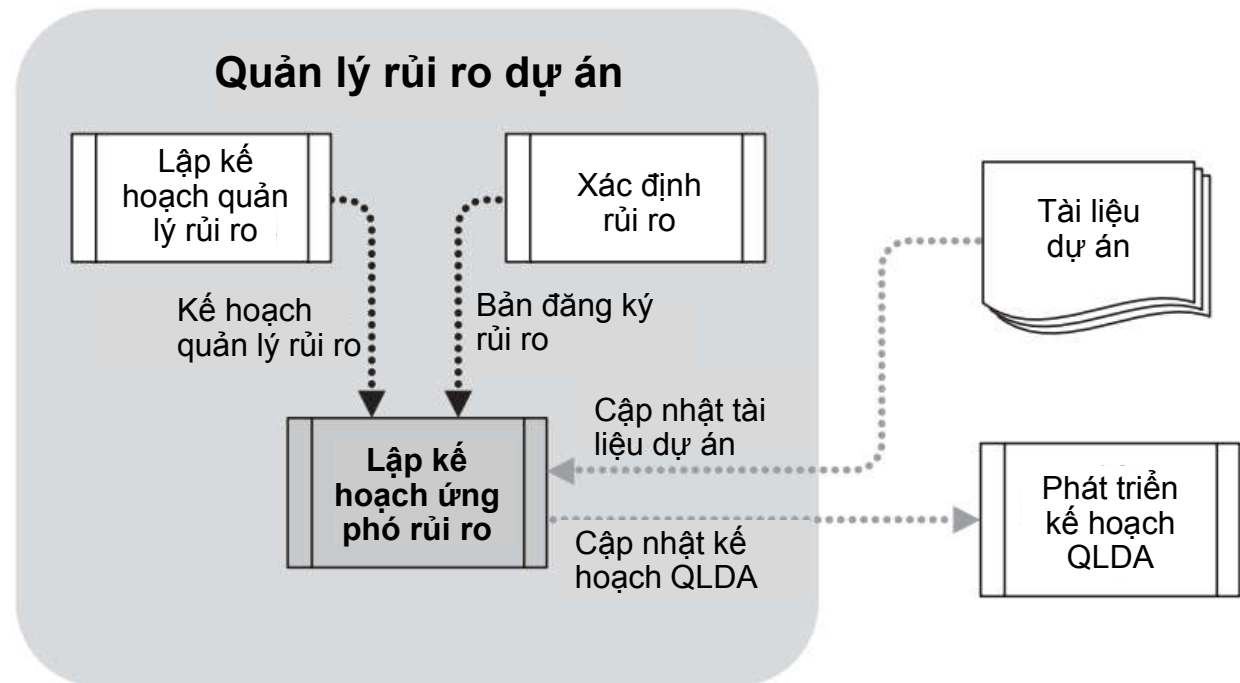 Quản lý rủi ro dự án
Lập kế
hoạch quản
lý rủi ro
Xác định
rủi ro
Tài liệu
dự án
Kế hoạch
quản lý rủi ro
Bản đăng ký
rủi ro
Cập nhật tài
liệu dự án
Lập kế
hoạch ứng
phó rủi ro
Cập nhật kế
hoạch QLDA
Phát triển
kế hoạch
QLDA